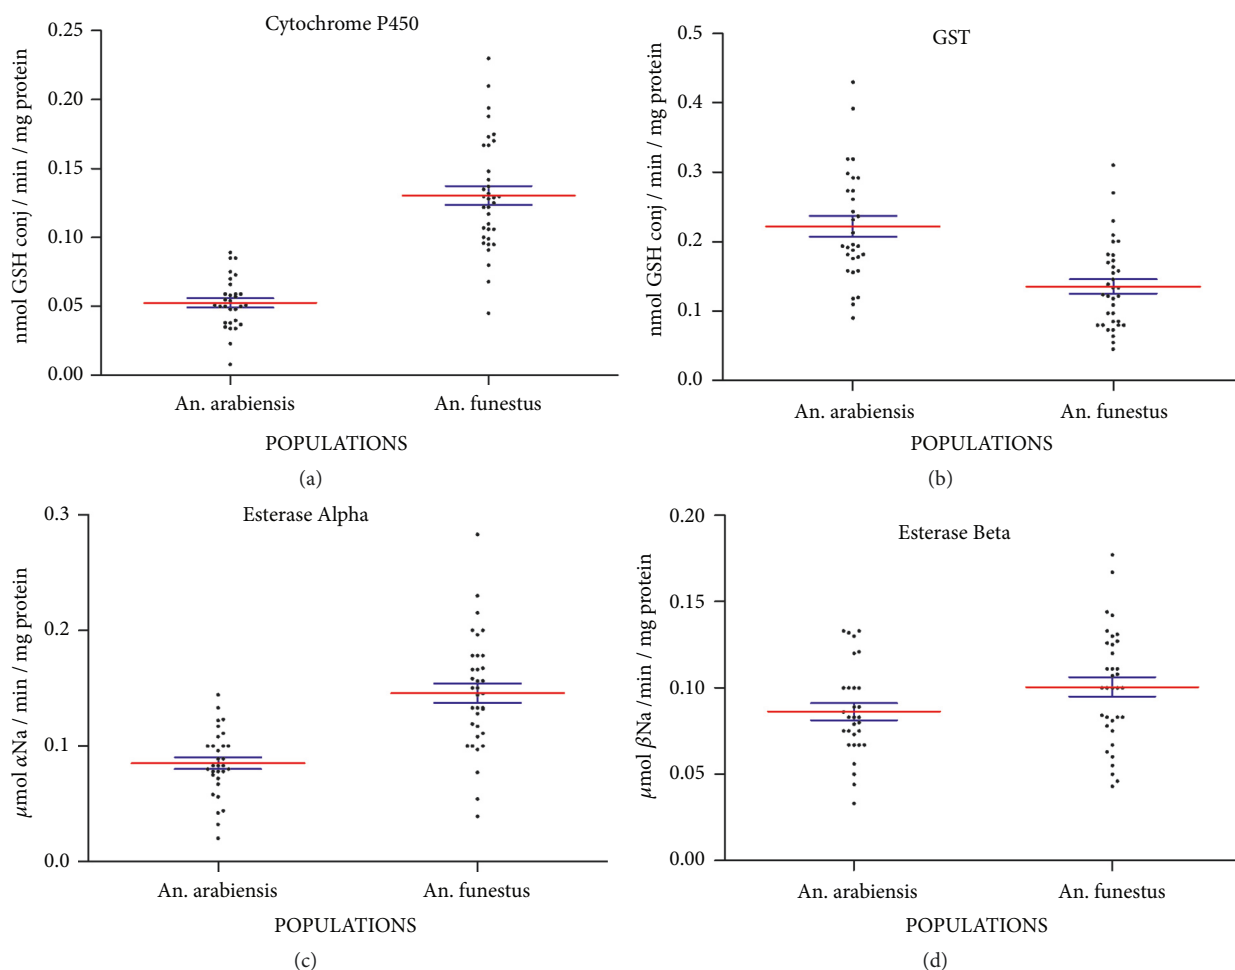 Cytochrome P450
nmol GSH conj / min / mg protein
0.25
0.20
0.15
0.10
0.05
0.00
An. arabiensis
An. funestus
POPULATIONS
(a)
GST
nmol GSH conj / min / mg protein
0.5
0.4
0.3
0.2
0.1
0.0
An. arabiensis
An. funestus
POPULATIONS
(b)
Esterase Alpha
μmol αNa / min / mg protein
0.3
0.2
0.1
0.0
An. arabiensis
An. funestus
POPULATIONS
(c)
Esterase Beta
μmol βNa /min / mg protein
0.20
0.15
0.10
0.05
0.00
An. arabiensis
An. funestus
POPULATIONS
(d)